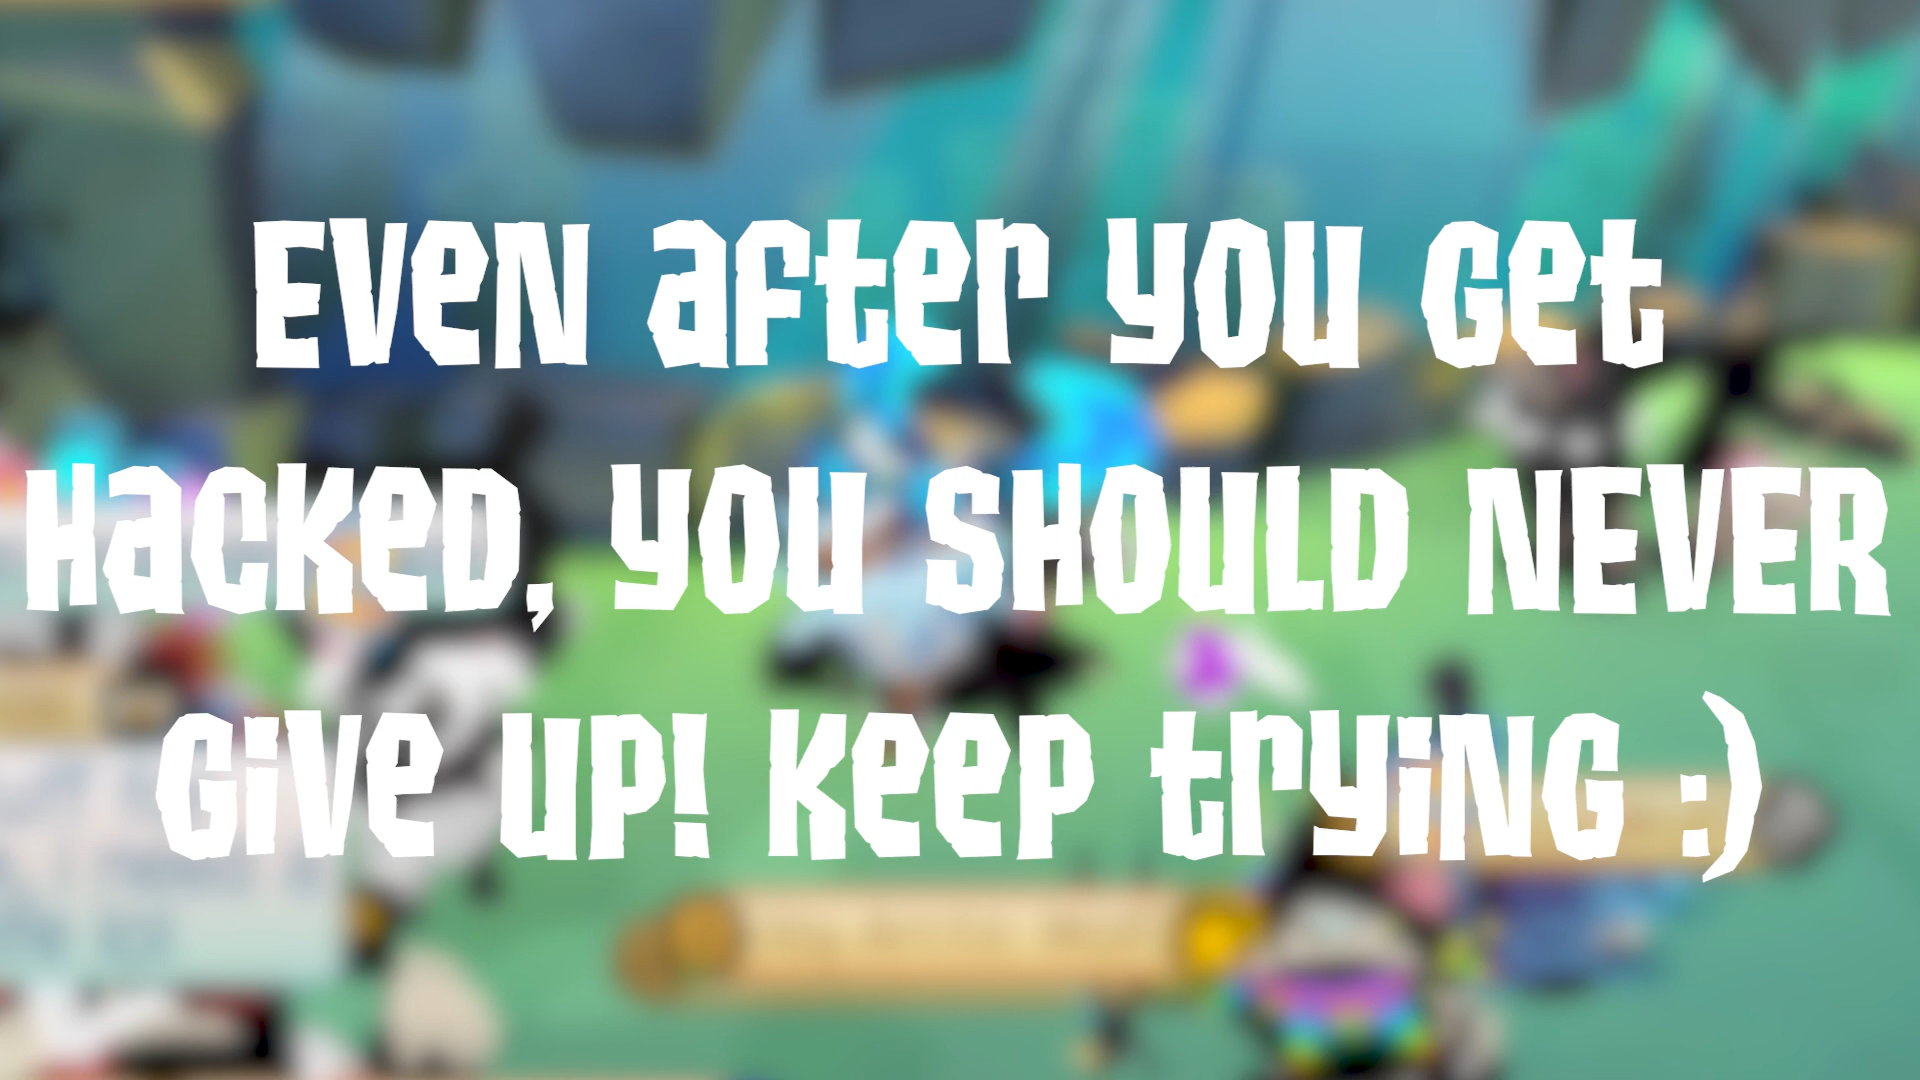 Even after you get
hacked, you should NEVER
give up! Keep trying :)